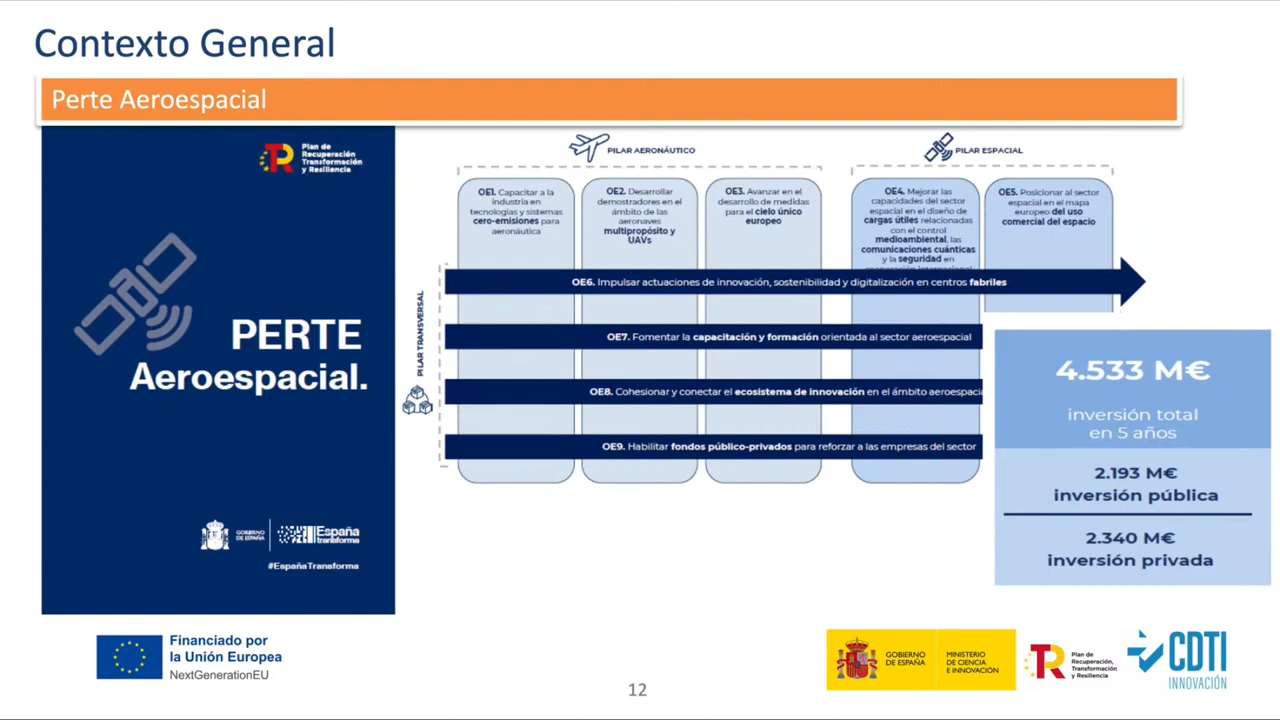 Contexto General
Perte Aeroespacial
Plan de
Recuperación
Transformación
y Resiliencia
PERTE
Aeroespacial.
GOBIERNO
DE ESPAÑA
España
transforma
#EspañaTransforma
PILAR AERONÁUTICO
PILAR ESPACIAL
OE1. Capacitar a la
industria en
tecnologías y sistemas
cero-emisiones para
aeronáutica
OE2. Desarrollar
demostradores en el
ámbito de las
aeronaves
multipropósito y
UAVs
OE3. Avanzar en el
desarrollo de medidas
para el cielo único
europeo
OE4. Mejorar las
capacidades del sector
espacial en el diseño de
cargas útiles relacionadas
con el control
medioambiental, las
comunicaciones cuánticas
y la seguridad en
OE5. Posicionar al sector
espacial en el mapa
europeo del uso
comercial del espacio
PILAR TRANSVERSAL
OE6. Impulsar actuaciones de innovación, sostenibilidad y digitalización en centros fabriles
OE7. Fomentar la capacitación y formación orientada al sector aeroespacial
OE8. Cohesionar y conectar el ecosistema de innovación en el ámbito aeroespacia
OE9. Habilitar fondos público-privados para reforzar a las empresas del sector
4.533 M€
inversión total
en 5 años
2.193 M€
inversión pública
2.340 M€
inversión privada
Financiado por
la Unión Europea
NextGenerationEU
12
GOBIERNO
DE ESPAÑA
MINISTERIO
DE CIENCIA
E INNOVACIÓN
Plan de
Recuperación,
Transformación
y Resiliencia
CDTI
INNOVACIÓN